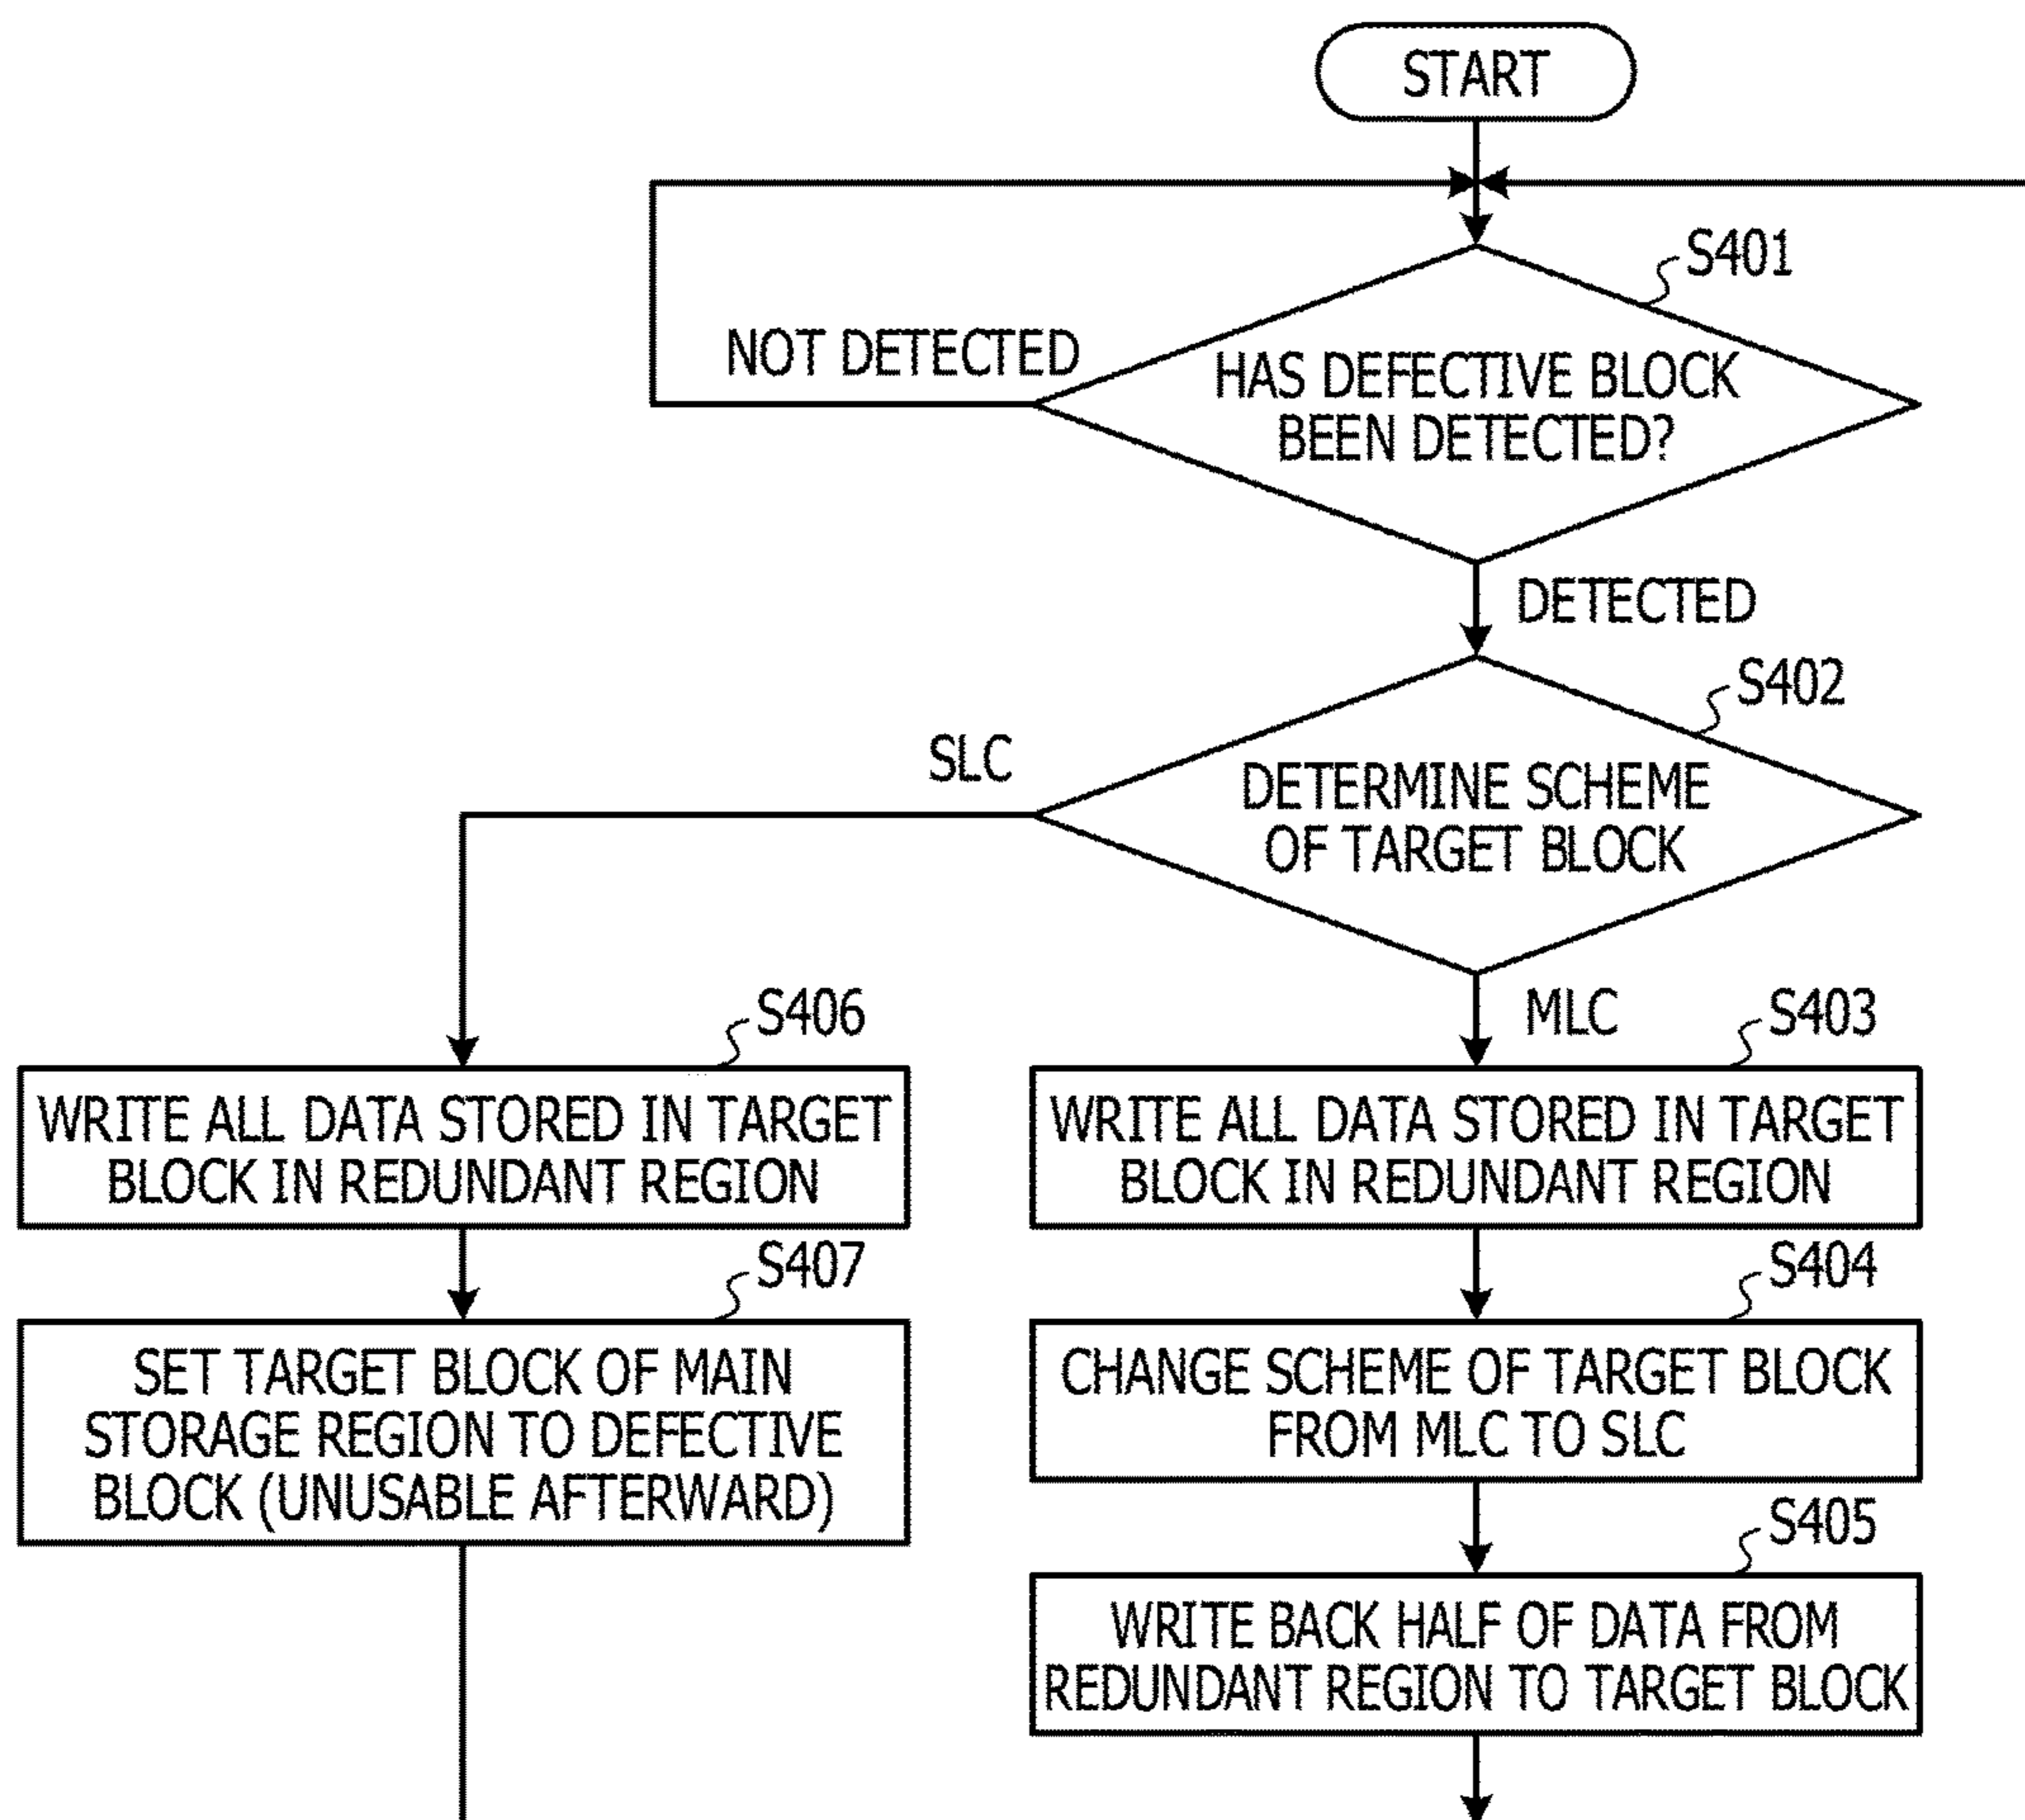 START
S401
NOT DETECTED
HAS DEFECTIVE BLOCK
BEEN DETECTED?
DETECTED
S402
SLC
DETERMINE SCHEME
OF TARGET BLOCK
MLC
S406
S403
WRITE ALL DATA STORED IN TARGET
BLOCK IN REDUNDANT REGION
WRITE ALL DATA STORED IN TARGET
BLOCK IN REDUNDANT REGION
S407
S404
SET TARGET BLOCK OF MAIN
STORAGE REGION TO DEFECTIVE
BLOCK (UNUSABLE AFTERWARD)
CHANGE SCHEME OF TARGET BLOCK
FROM MLC TO SLC
S405
WRITE BACK HALF OF DATA FROM
REDUNDANT REGION TO TARGET BLOCK